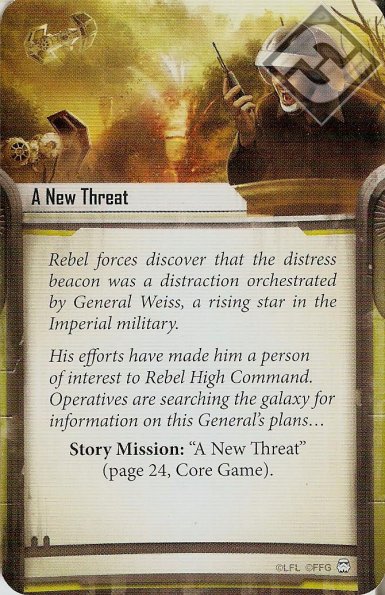 A New Threat
Rebel forces discover that the distress
beacon was a distraction orchestrated
by General Weiss, a rising star in the
Imperial military.
His efforts have made him a person
of interest to Rebel High Command.
Operatives are searching the galaxy for
information on this General's plans…
Story Mission: “A New Threat”
(page 24, Core Game).
©LFL ©FFG